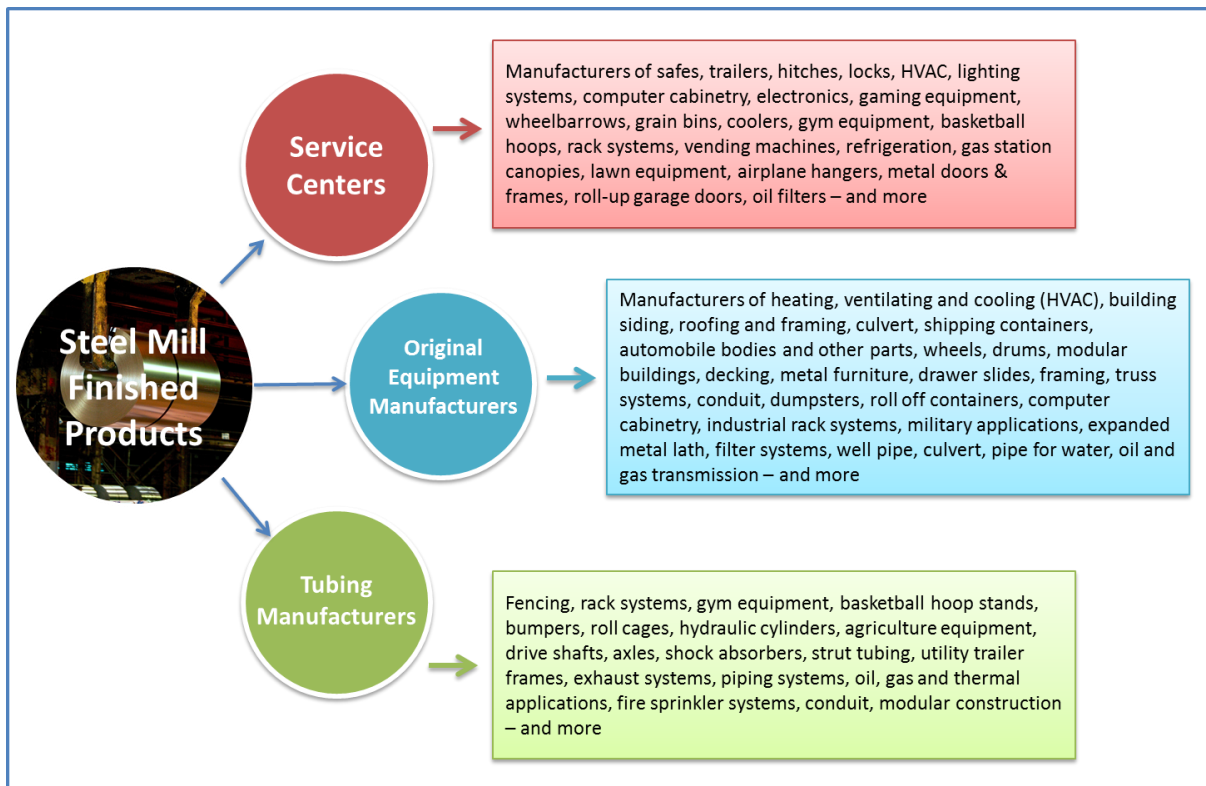 Service
Centers
Manufacturers of safes, trailers, hitches, locks, HVAC, lighting
systems, computer cabinetry, electronics, gaming equipment,
wheelbarrows, grain bins, coolers, gym equipment, basketball
hoops, rack systems, vending machines, refrigeration, gas station
canopies, lawn equipment, airplane hangers, metal doors &
frames, roll-up garage doors, oil filters – and more
Steel Mill
Finished
Products
Original
Equipment
Manufacturers
Manufacturers of heating, ventilating and cooling (HVAC), building
siding, roofing and framing, culvert, shipping containers,
automobile bodies and other parts, wheels, drums, modular
buildings, decking, metal furniture, drawer slides, framing, truss
systems, conduit, dumpsters, roll off containers, computer
cabinetry, industrial rack systems, military applications, expanded
metal lath, filter systems, well pipe, culvert, pipe for water, oil and
gas transmission – and more
Tubing
Manufacturers
Fencing, rack systems, gym equipment, basketball hoop stands,
bumpers, roll cages, hydraulic cylinders, agriculture equipment,
drive shafts, axles, shock absorbers, strut tubing, utility trailer
frames, exhaust systems, piping systems, oil, gas and thermal
applications, fire sprinkler systems, conduit, modular construction
– and more